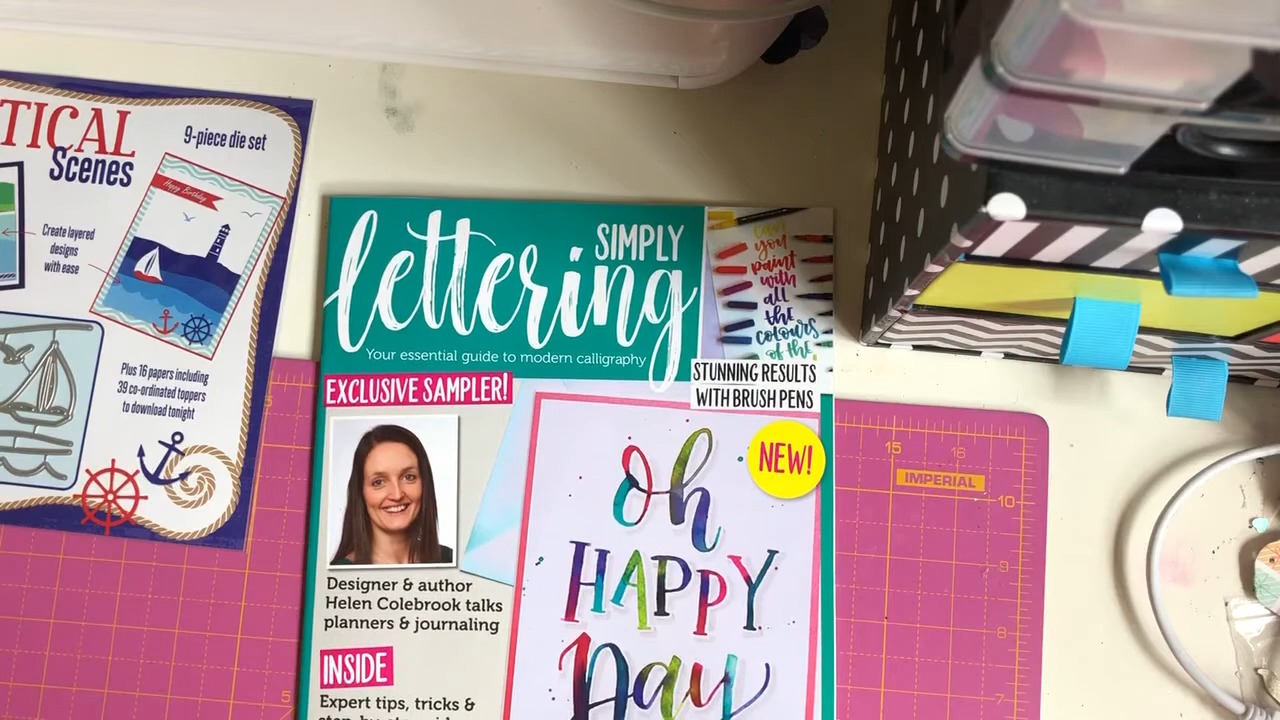 TICAL
Scenes
9-piece die set
Happy Birthday
Create layered
designs
with ease
Plus 16 papers including
39 co-ordinated toppers
to download tonight
SIMPLY
lettering
Your essential guide to modern calligraphy
can
you
paint
with
all
the
colours
of the
STUNNING RESULTS
WITH BRUSH PENS
EXCLUSIVE SAMPLER!
NEW!
oh
HAPPY
Day
Designer & author
Helen Colebrook talks
planners & journaling
INSIDE
Expert tips, tricks &
15
16
IMPERIAL
10
9
8
7
5